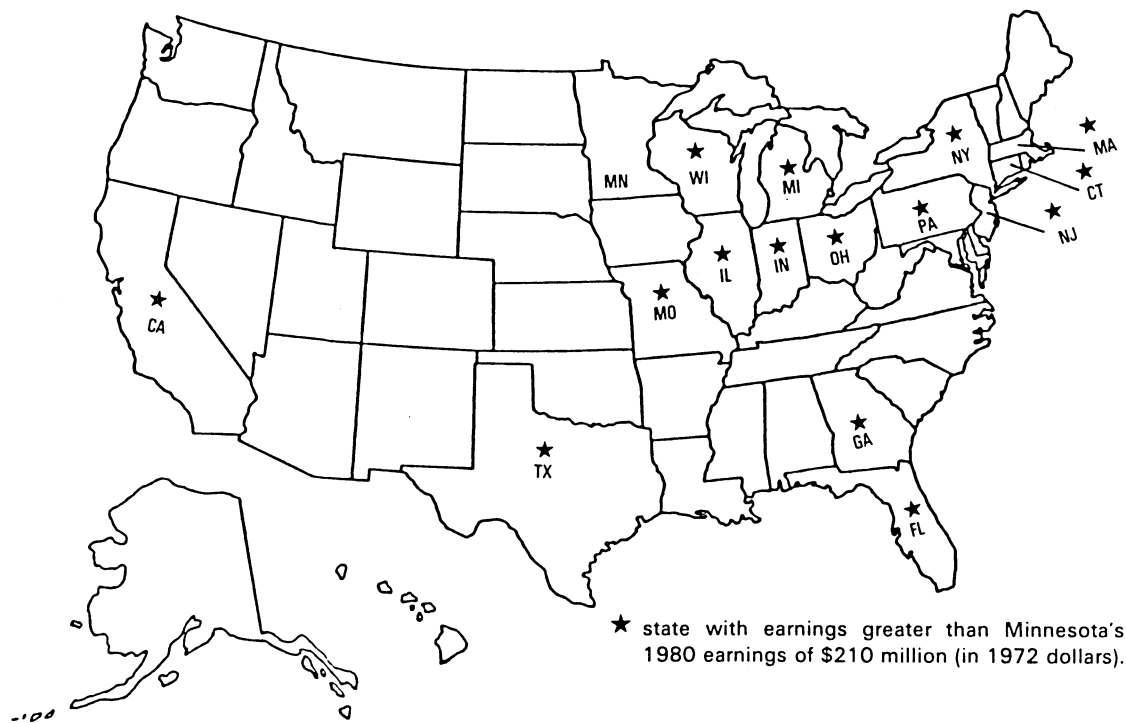 MA
NY
WI
MI
CT
MN
NJ
PA
OH
IN
IL
MO
CA
GA
TX
FL
★ state with earnings greater than Minnesota's
1980 earnings of $210 million (in 1972 dollars).